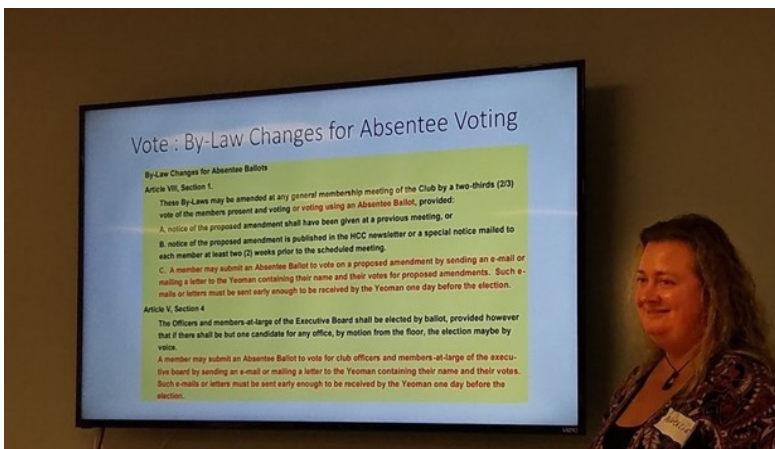 Vote : By-Law Changes for Absentee Voting
By-Law Changes for Absentee Ballots
Article VIII, Section 1.
These By-Laws may be amended at any general membership meeting of the Club by a two-thirds (2/3)
vote of the members present and voting or voting using an Absentee Ballot, provided:
A. notice of the proposed amendment shall have been given at a previous meeting, or
B. notice of the proposed amendment is published in the HCC newsletter or a special notice mailed to
each member at least two (2) weeks prior to the scheduled meeting.
C. A member may submit an Absentee Ballot to vote on a proposed amendment by sending an e-mail or
mailing a letter to the Yeoman containing their name and their votes for proposed amendments. Such e-
mails or letters must be sent early enough to be received by the Yeoman one day before the election.
Article V, Section 4
The Officers and members-at-large of the Executive Board shall be elected by ballot, provided however
that if there shall be but one candidate for any office, by motion from the floor, the election maybe by
voice.
A member may submit an Absentee Ballot to vote for club officers and members-at-large of the execu-
tive board by sending an e-mail or mailing a letter to the Yeoman containing their name and their votes.
Such e-mails or letters must be sent early enough to be received by the Yeoman one day before the
election.
VIZIO